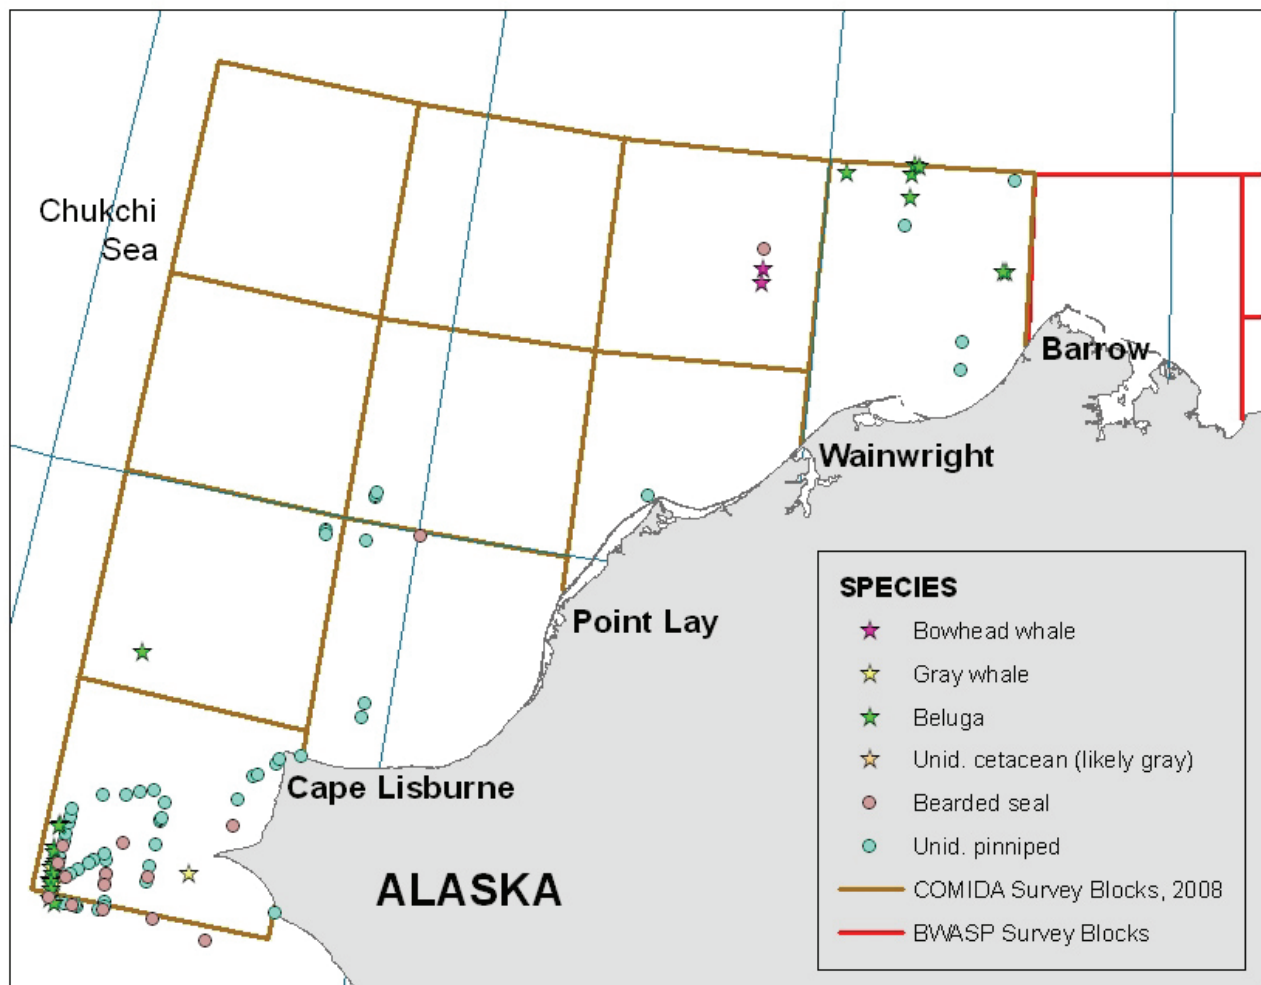 Chukchi
Sea
Barrow
Wainwright
Point Lay
Cape Lisburne
ALASKA
SPECIES
Bowhead whale
Gray whale
Beluga
Unid. cetacean (likely gray)
Bearded seal
Unid. pinniped
COMIDA Survey Blocks, 2008
BWASP Survey Blocks